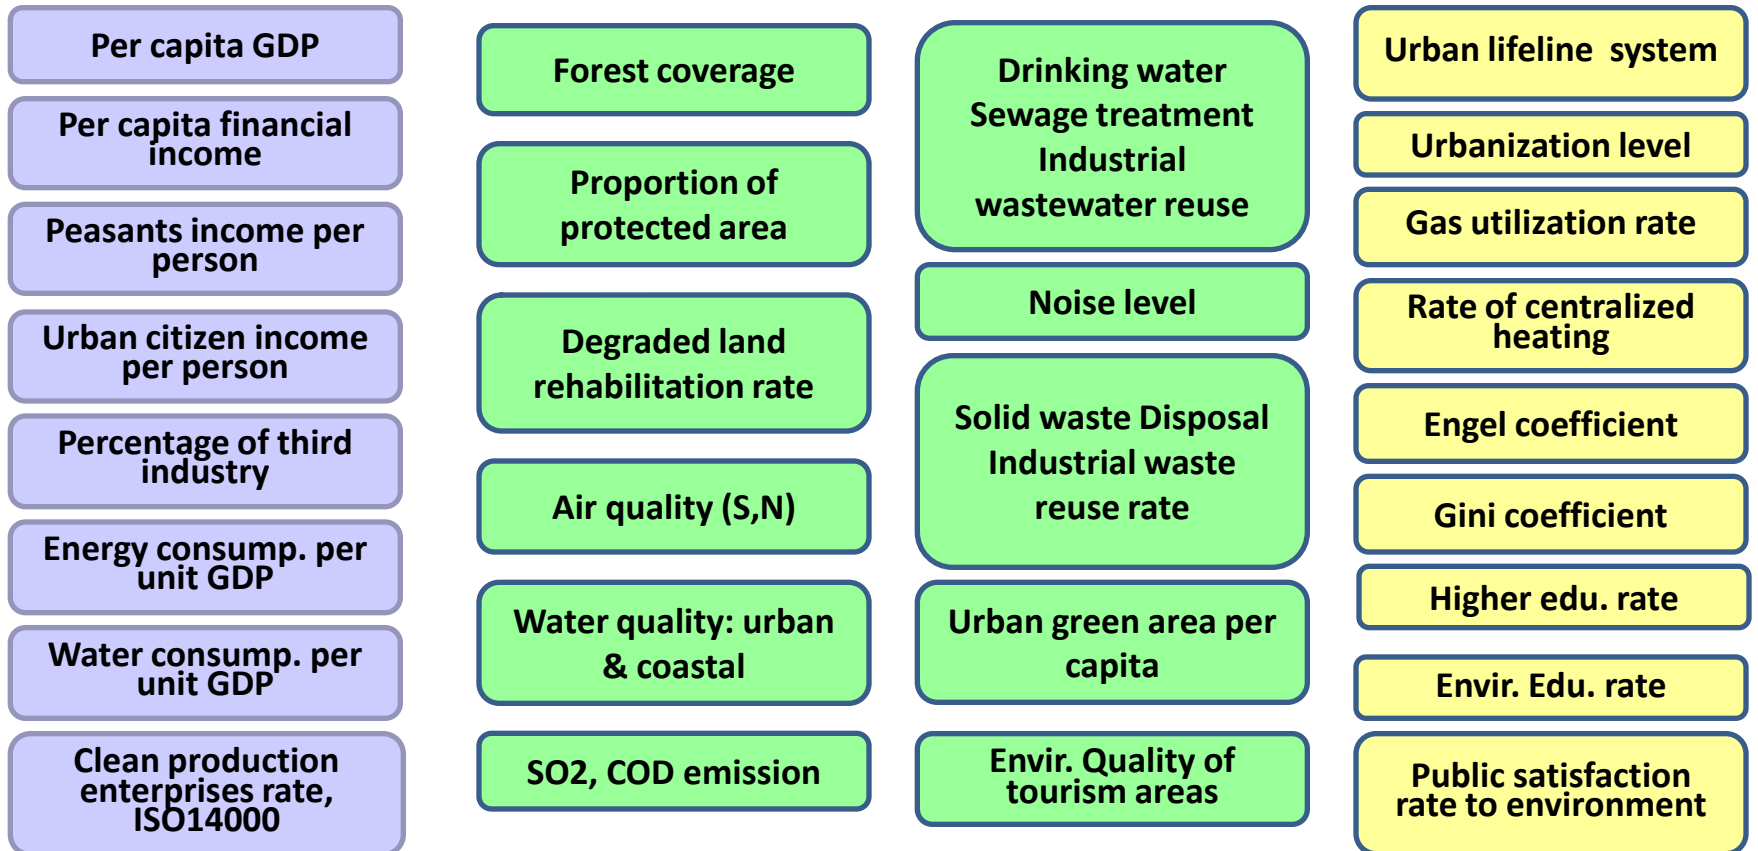 Per capita GDP
Per capita financial
income
Peasants income per
person
Urban citizen income
per person
Percentage of third
industry
Energy consump. per
unit GDP
Water consump. per
unit GDP
Clean production
enterprises rate,
ISO14000
Forest coverage
Proportion of
protected area
Degraded land
rehabilitation rate
Air quality (S,N)
Water quality: urban
& coastal
SO2, COD emission
Drinking water
Sewage treatment
Industrial
wastewater reuse
Noise level
Solid waste Disposal
Industrial waste
reuse rate
Urban green area per
capita
Envir. Quality of
tourism areas
Urban lifeline  system
Urbanization level
Gas utilization rate
Rate of centralized
heating
Engel coefficient
Gini coefficient
Higher edu. rate
Envir. Edu. rate
Public satisfaction
rate to environment